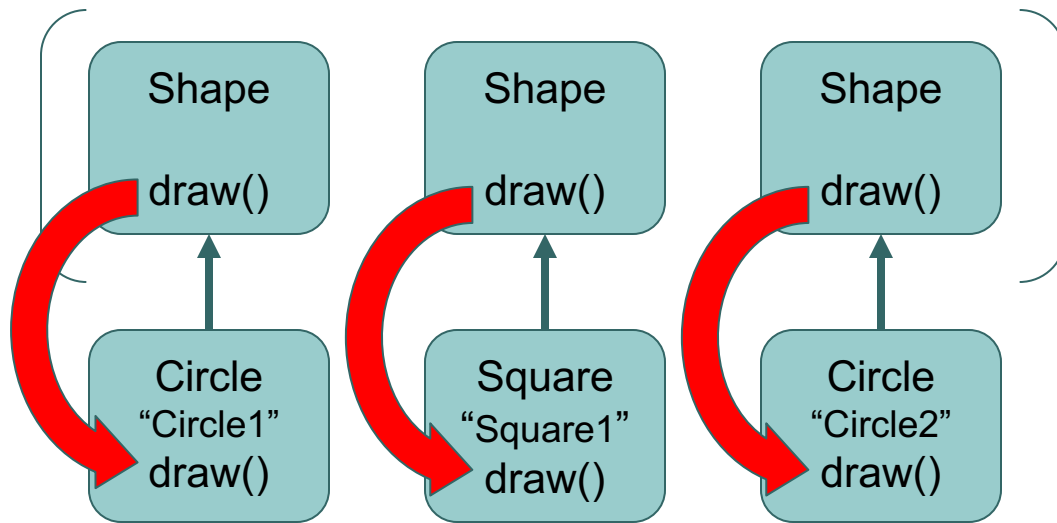 Shape
draw()
Shape
draw()
Shape
draw()
Circle
“Circle1”
draw()
Square
“Square1”
draw()
Circle
“Circle2”
draw()